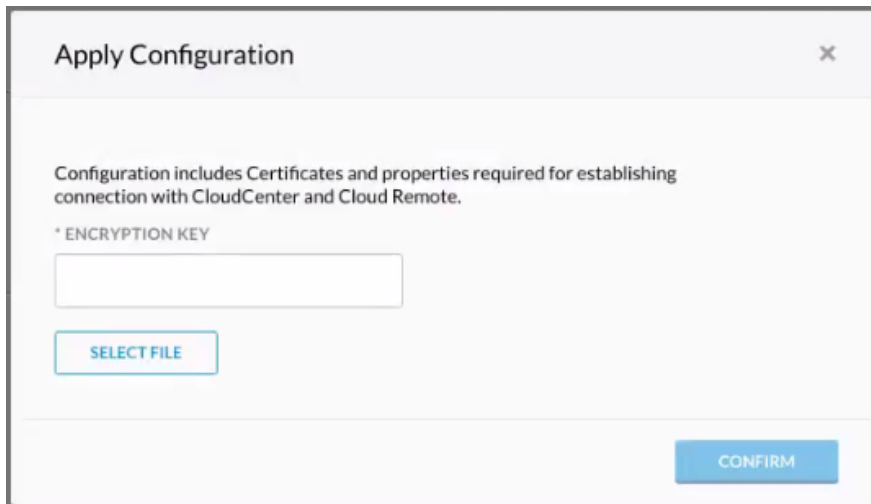 Apply Configuration
Configuration includes Certificates and properties required for establishing
connection with CloudCenter and Cloud Remote.
* ENCRYPTION KEY
SELECT FILE
CONFIRM